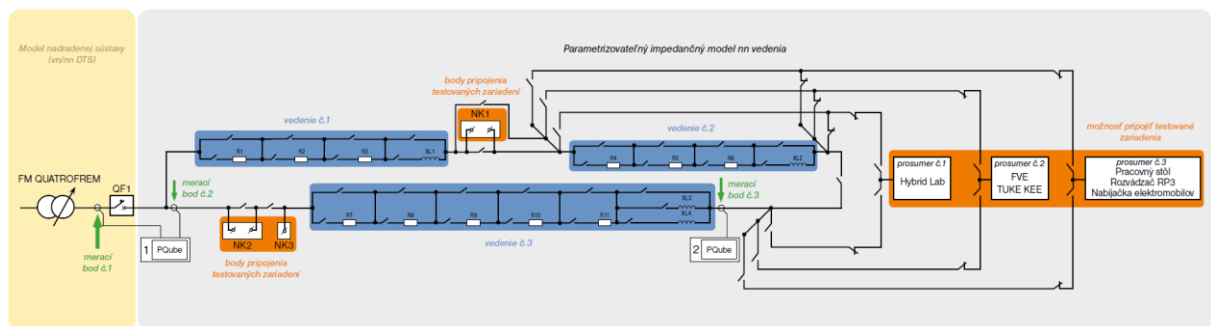 Model nadradenej sústavy
(vn/nn DTS)
Parametrizovateľný impedančný model nn vedenia
body pripojenia
testovaných zariadení
NK1
vedenie č.1
R1
R2
R3
XL1
vedenie č.2
R4
R5
R6
XL2
možnosť pripojiť testované
zariadenia
prosumer č.1
Hybrid Lab
prosumer č.2
FVE
TUKE KEE
prosumer č.3
Pracovný stôl
Rozvádzač RP3
Nabíjačka elektromobilov
FM QUATROFREM
QF1
merací
bod č.2
merací
bod č.3
R7
R8
R9
R10
R11
XL3
XL4
vedenie č.3
NK2
NK3
1
PQube
2
PQube
merací
bod č.1
body pripojenia
testovaných zariadení